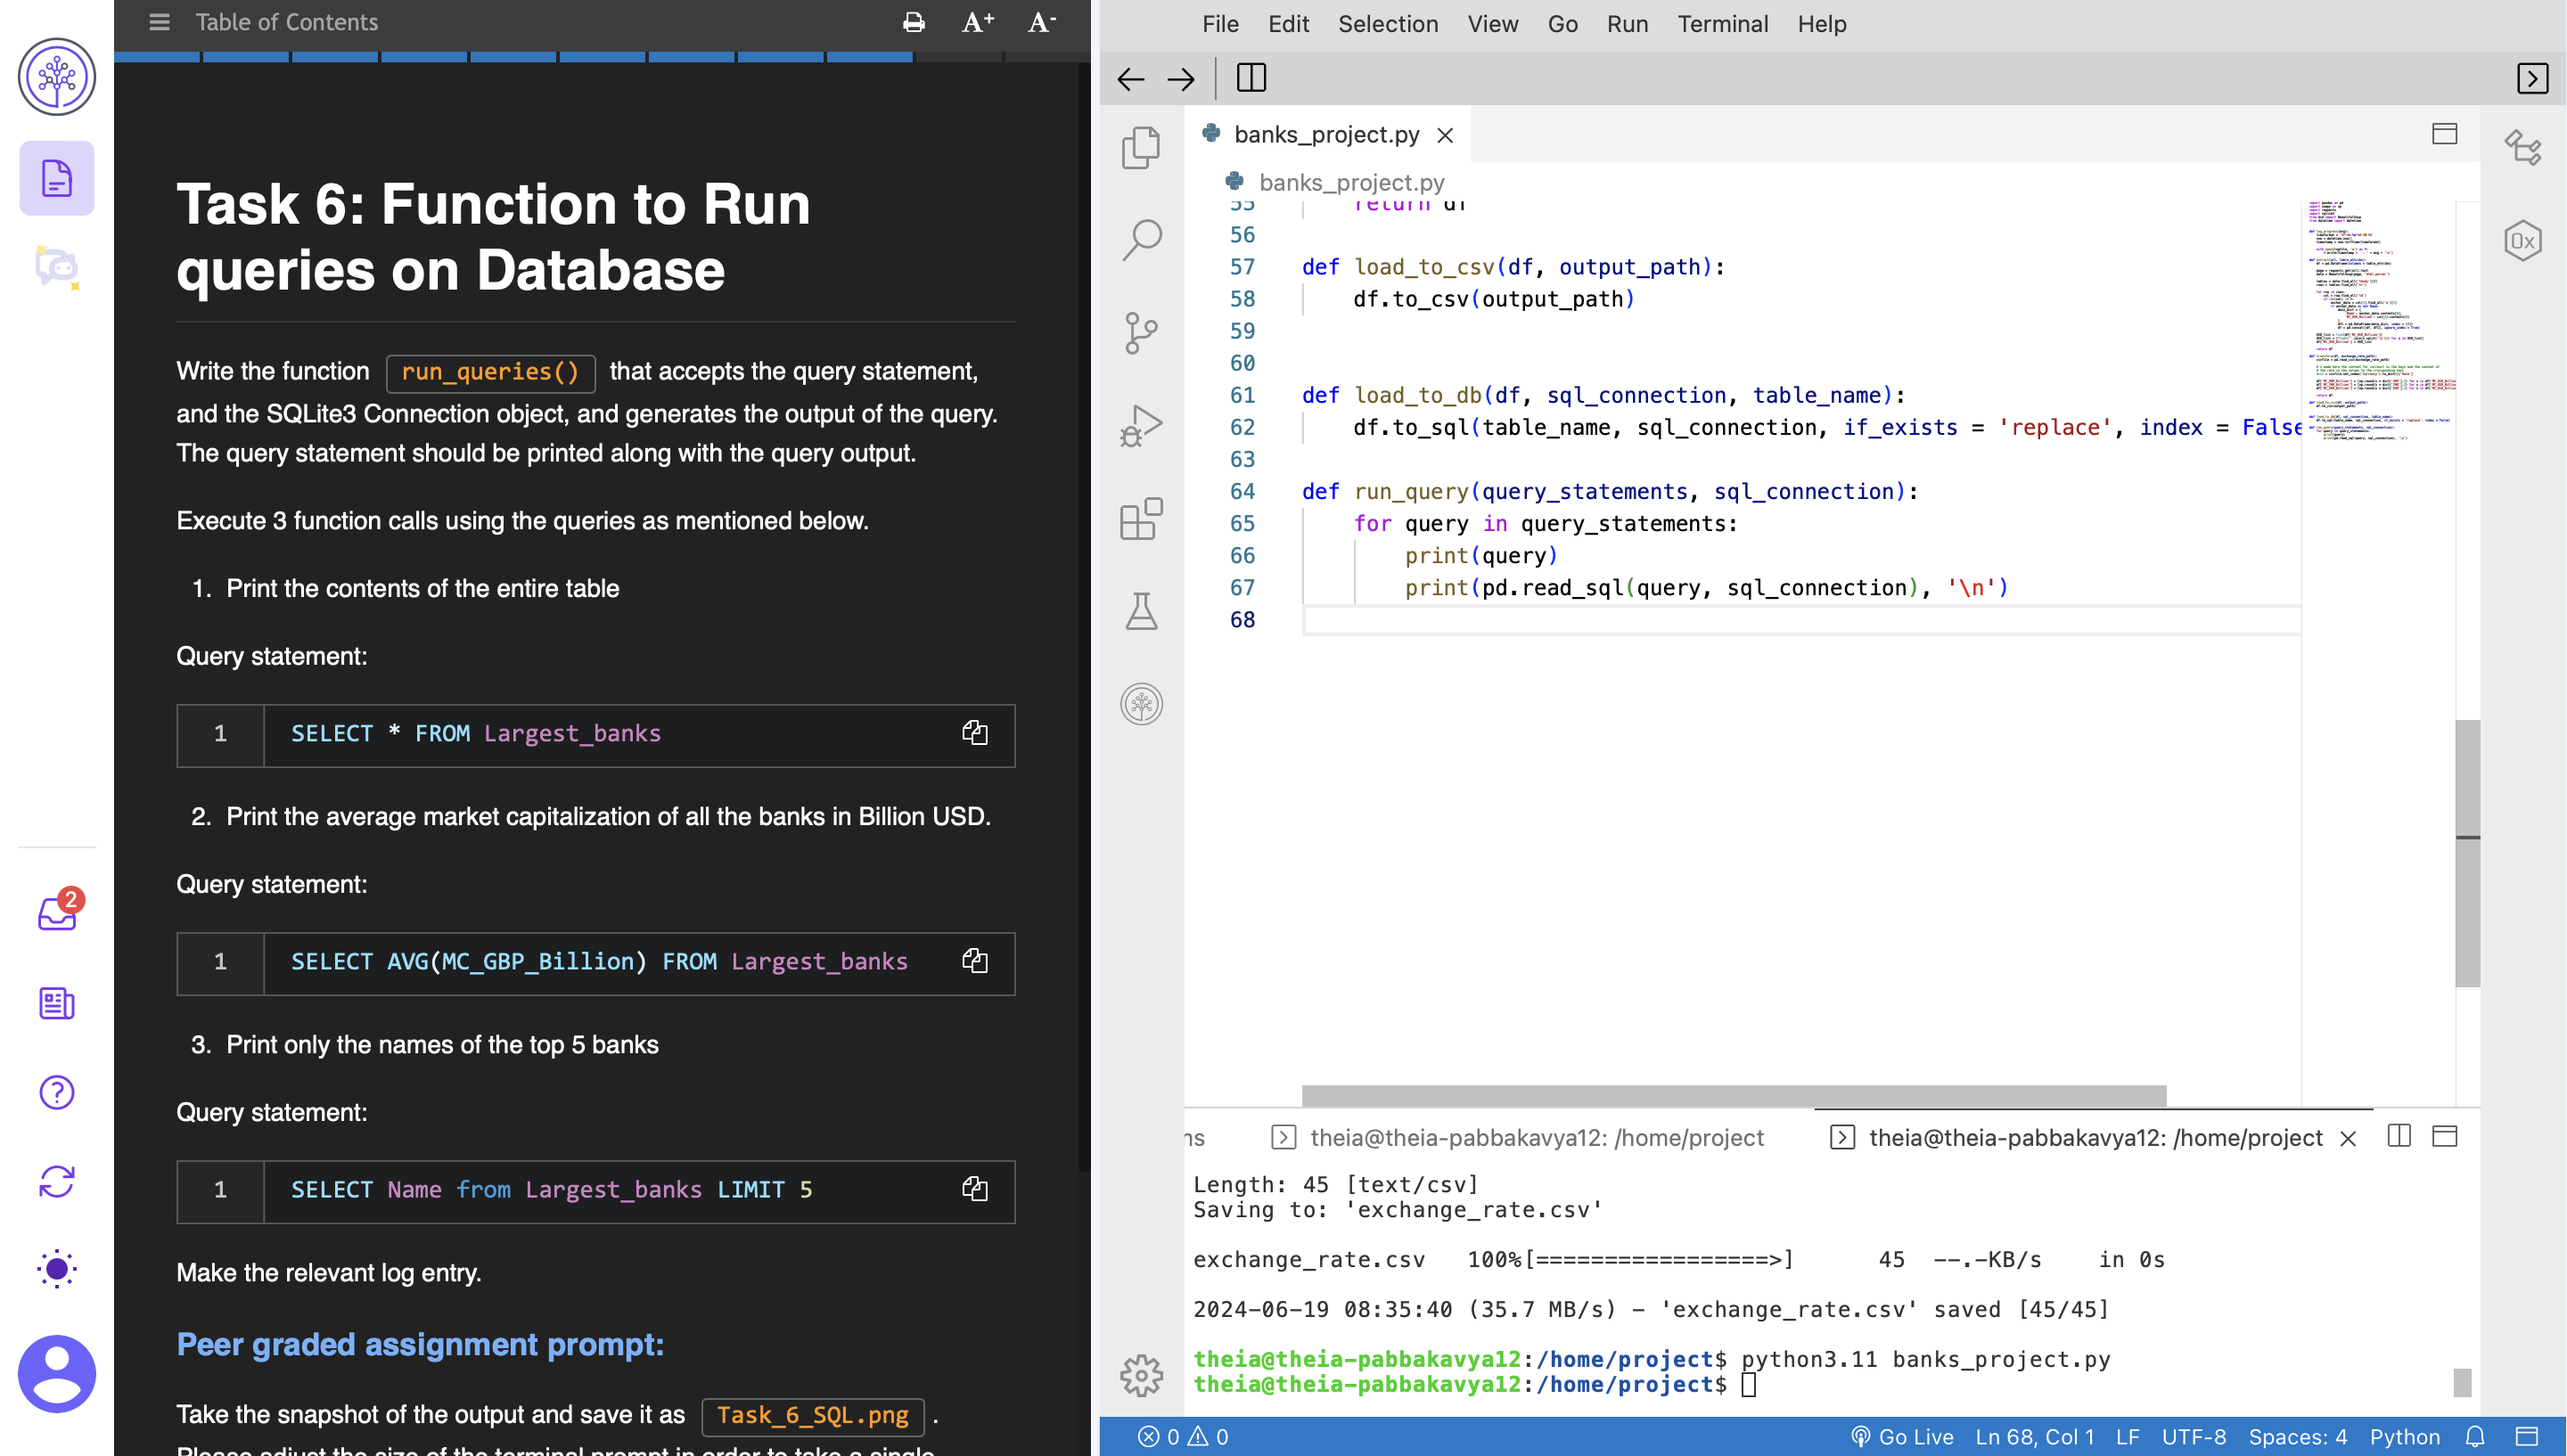 Table of Contents
A+
A-
Task 6: Function to Run
queries on Database
Write the function run_queries() that accepts the query statement,
and the SQLite3 Connection object, and generates the output of the query.
The query statement should be printed along with the query output.
Execute 3 function calls using the queries as mentioned below.
1. Print the contents of the entire table
Query statement:
1 SELECT * FROM Largest_banks
2. Print the average market capitalization of all the banks in Billion USD.
Query statement:
1 SELECT AVG(MC_GBP_Billion) FROM Largest_banks
3. Print only the names of the top 5 banks
Query statement:
1 SELECT Name from Largest_banks LIMIT 5
Make the relevant log entry.
Peer graded assignment prompt:
Take the snapshot of the output and save it as Task_6_SQL.png .
Please adjust the size of the terminal prompt in order to take a single
2
File Edit Selection View Go Run Terminal Help
banks_project.py
banks_project.py
55 return df
56
57 def load_to_csv(df, output_path):
58 df.to_csv(output_path)
59
60
61 def load_to_db(df, sql_connection, table_name):
62 df.to_sql(table_name, sql_connection, if_exists = 'replace', index = False
63
64 def run_query(query_statements, sql_connection):
65 for query in query_statements:
66 print(query)
67 print(pd.read_sql(query, sql_connection), '\n')
68
0x
ns theia@theia-pabbakavya12: /home/project theia@theia-pabbakavya12: /home/project
Length: 45 [text/csv]
Saving to: 'exchange_rate.csv'
exchange_rate.csv 100%[=================>] 45 --.-KB/s in 0s
2024-06-19 08:35:40 (35.7 MB/s) - 'exchange_rate.csv' saved [45/45]
theia@theia-pabbakavya12:/home/project$ python3.11 banks_project.py
theia@theia-pabbakavya12:/home/project$
0 0 Go Live Ln 68, Col 1 LF UTF-8 Spaces: 4 Python